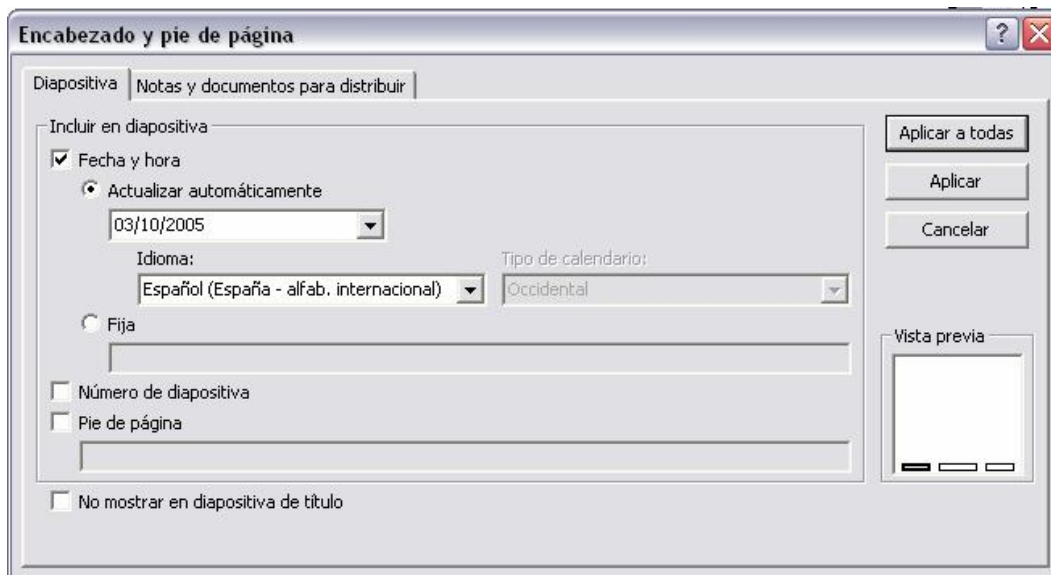 Encabezado y pie de página
Diapositiva
Notas y documentos para distribuir
Incluir en diapositiva
Fecha y hora
Actualizar automáticamente
03/10/2005
Idioma:
Tipo de calendario:
Español (España - alfab. internacional)
Occidental
Fija
Número de diapositiva
Pie de página
No mostrar en diapositiva de título
Aplicar a todas
Aplicar
Cancelar
Vista previa